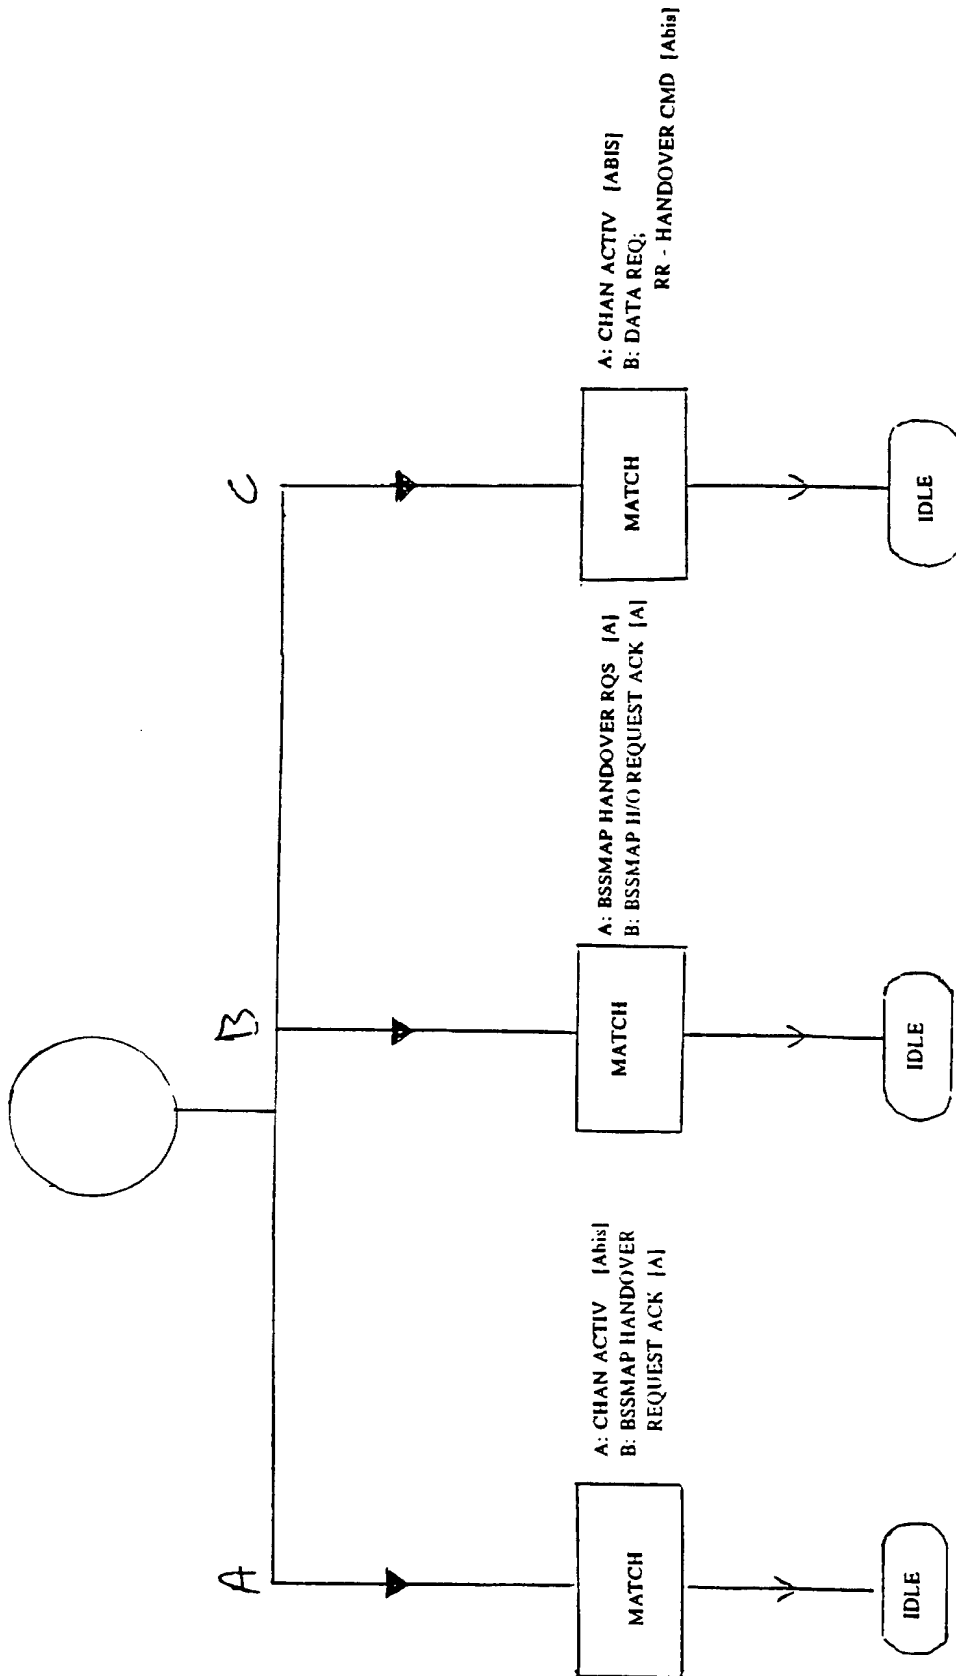 A
B
C
MATCH
A: CHAN ACTIV [Abis]
B: BSSMAP HANDOVER
REQUEST ACK [A]
MATCH
A: BSSMAP HANDOVER RQS [A]
B: BSSMAP H/O REQUEST ACK [A]
MATCH
A: CHAN ACTIV [ABIS]
B: DATA REQ;
RR - HANDOVER CMD [Abis]
IDLE
IDLE
IDLE